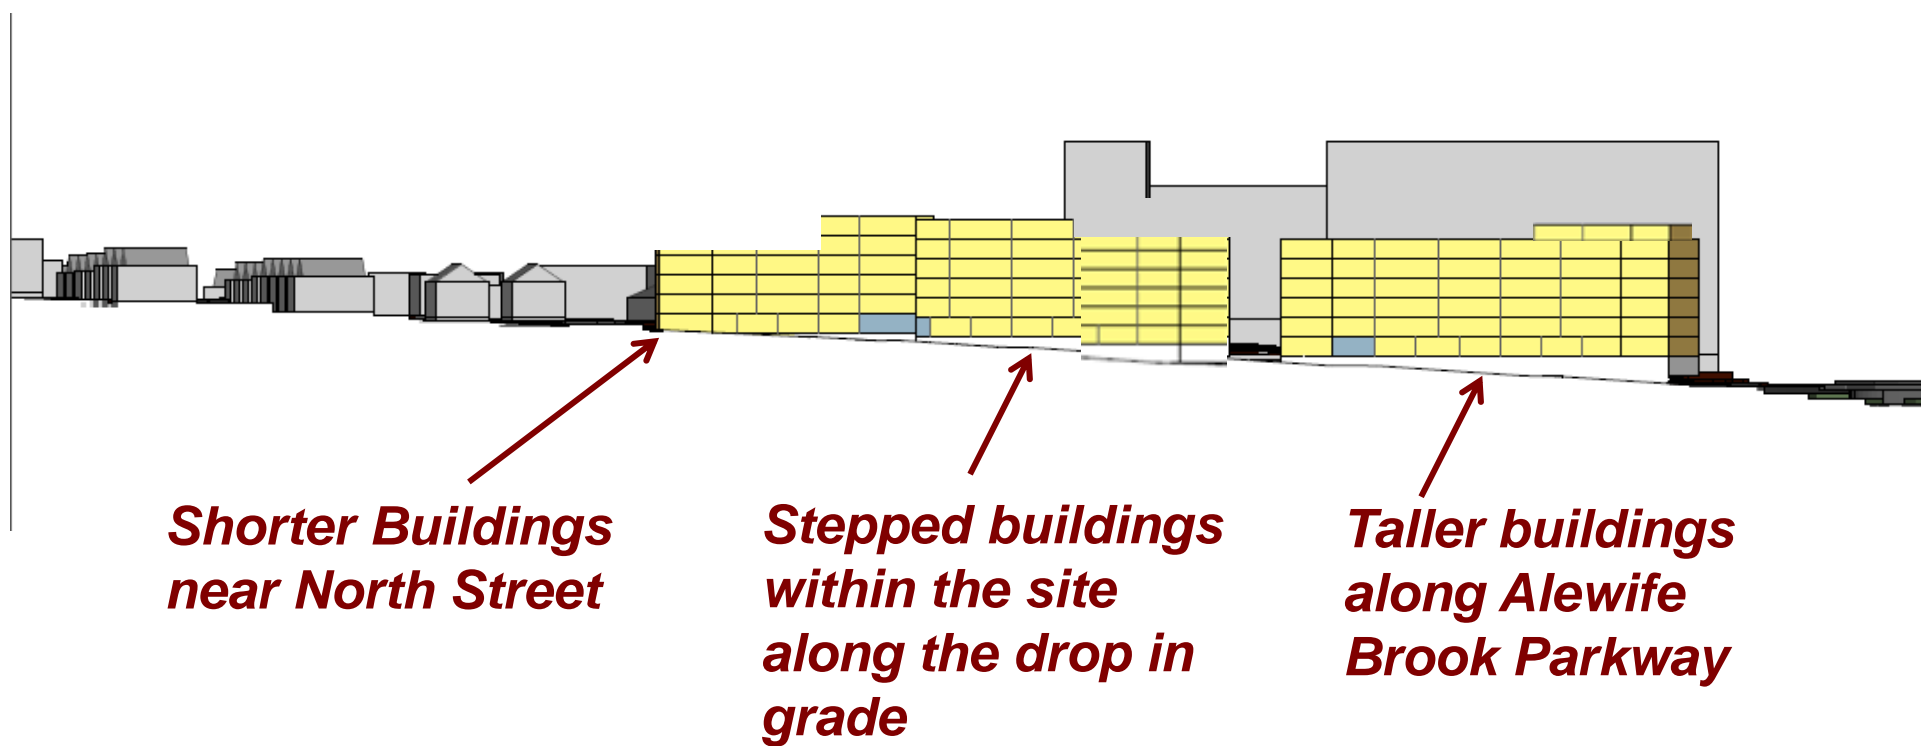 Shorter Buildings
near North Street
Stepped buildings
within the site
along the drop in
grade
Taller buildings
along Alewife
Brook Parkway